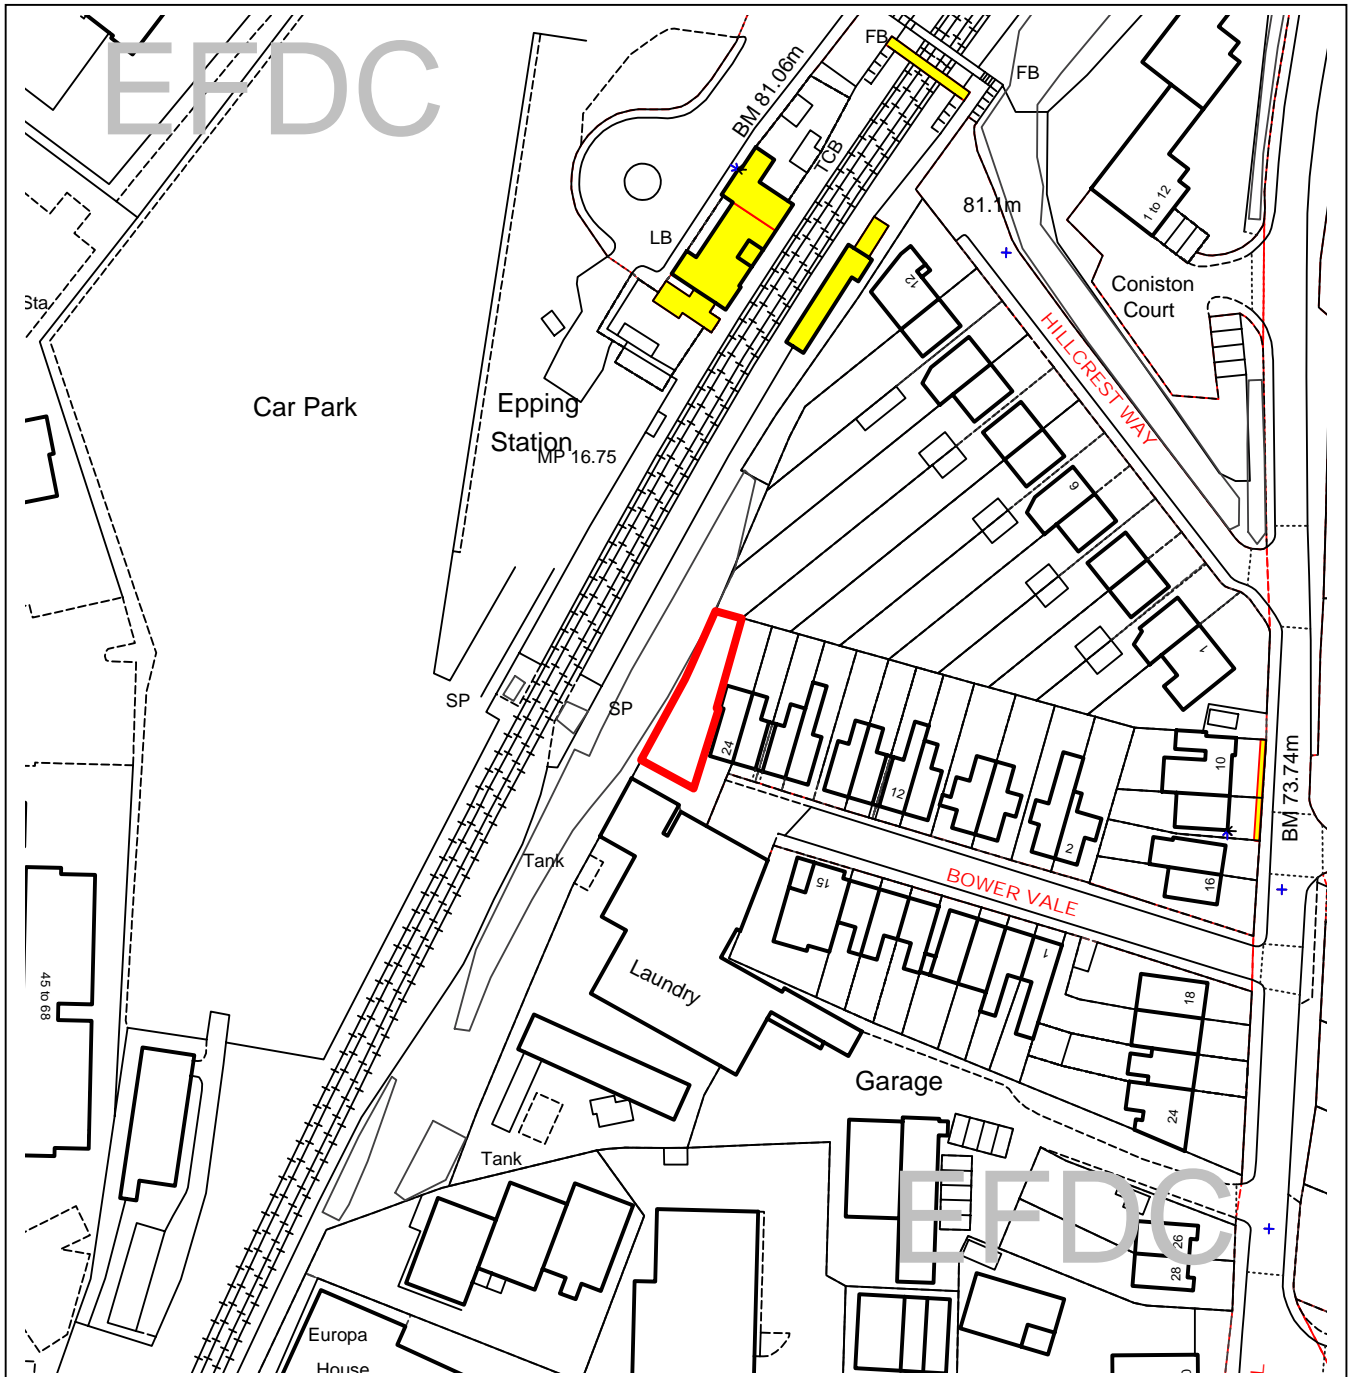 EFDC
FB
FB
BM 81.06m
TCB
1 to 12
81.1m
LB
Coniston
Court
Sta
12
HILLCREST WAY
Car Park
Epping
Station
MP 16.75
6
1
SP
SP
24
10
BM 73.74m
12
2
16
Tank
15
BOWER VALE
1
Laundry
45 to 68
18
Garage
24
Tank
EFDC
26
28
Europa
House